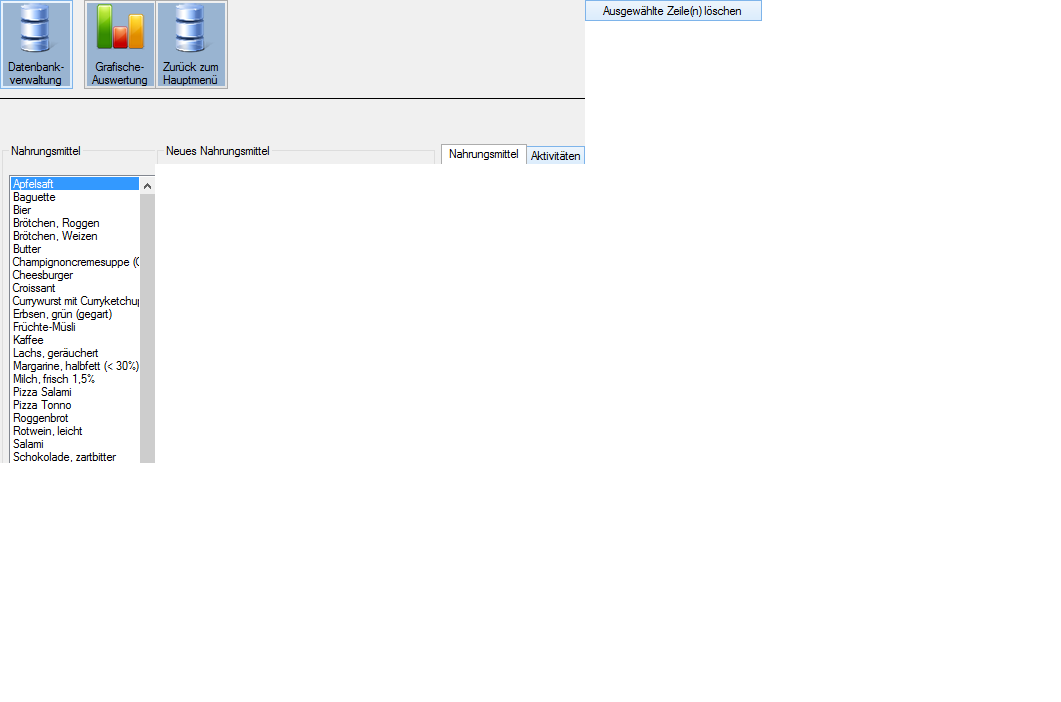 Datenbank-
verwaltung
Grafische-
Auswertung
Zurück zum
Hauptmenü
Ausgewählte Zeile(n) löschen
Nahrungsmittel
Neues Nahrungsmittel
Nahrungsmittel
Aktivitäten
Apfelsaft
Baguette
Bier
Brötchen, Roggen
Brötchen, Weizen
Butter
Champignoncremesuppe (
Cheesburger
Croissant
Currywurst mit Curryketchup
Erbsen, grün (gegart)
Früchte-Müsli
Kaffee
Lachs, geräuchert
Margarine, halbfett (< 30%)
Milch, frisch 1,5%
Pizza Salami
Pizza Tonno
Roggenbrot
Rotwein, leicht
Salami
Schokolade, zartbitter